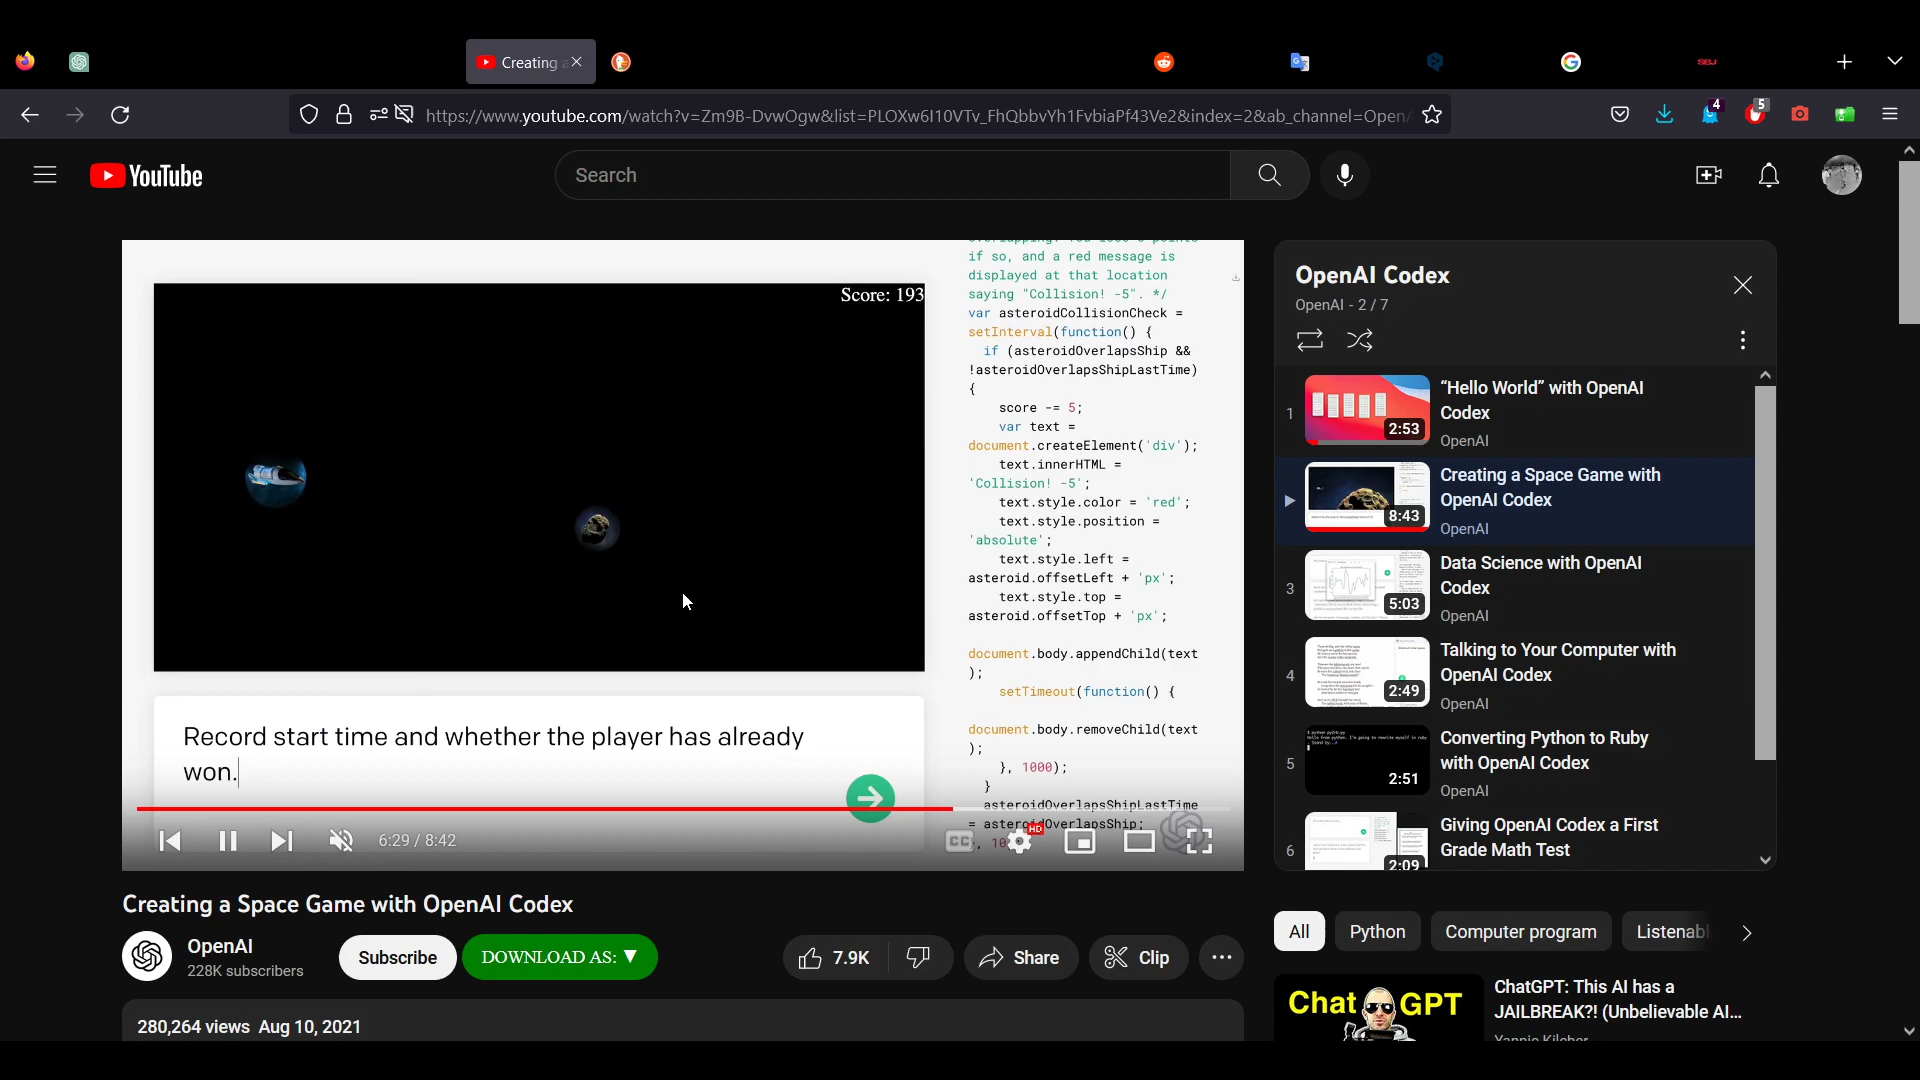 Creating
SBJ
https://www.youtube.com/watch?v=Zm9B-DvwOgw&list=PLOXw6I10VTv_FhQbbvYh1FvbiaPf43Ve2&index=2&ab_channel=Open
4
5
YouTube
Search
Score: 193
if so, and a red message is
displayed at that location
saying "Collision! -5". */
var asteroidCollisionCheck =
setInterval(function() {
if (asteroidOverlapsShip &&
!asteroidOverlapsShipLastTime)
{
score -= 5;
var text =
document.createElement('div');
text.innerHTML =
'Collision! -5';
text.style.color = 'red';
text.style.position =
'absolute';
text.style.left =
asteroid.offsetLeft + 'px';
text.style.top =
asteroid.offsetTop + 'px';
document.body.appendChild(text
);
setTimeout(function() {
document.body.removeChild(text
);
}, 1000);
}
asteroidOverlapsShipLastTime
= asteroidOverlapsShip;
, 10
Record start time and whether the player has already
won.
6:29 / 8:42
CC
HD
Creating a Space Game with OpenAI Codex
OpenAI
228K subscribers
Subscribe
DOWNLOAD AS: ▼
7.9K
Share
Clip
280,264 views Aug 10, 2021
OpenAI Codex
OpenAI - 2 / 7
1
2:53
“Hello World” with OpenAI
Codex
OpenAI
8:43
Creating a Space Game with
OpenAI Codex
OpenAI
3
5:03
Data Science with OpenAI
Codex
OpenAI
4
2:49
Talking to Your Computer with
OpenAI Codex
OpenAI
5
2:51
Converting Python to Ruby
with OpenAI Codex
OpenAI
6
2:09
Giving OpenAI Codex a First
Grade Math Test
All
Python
Computer program
Listenabl
Chat GPT
ChatGPT: This AI has a
JAILBREAK?! (Unbelievable AI...
Yannic Kilcher